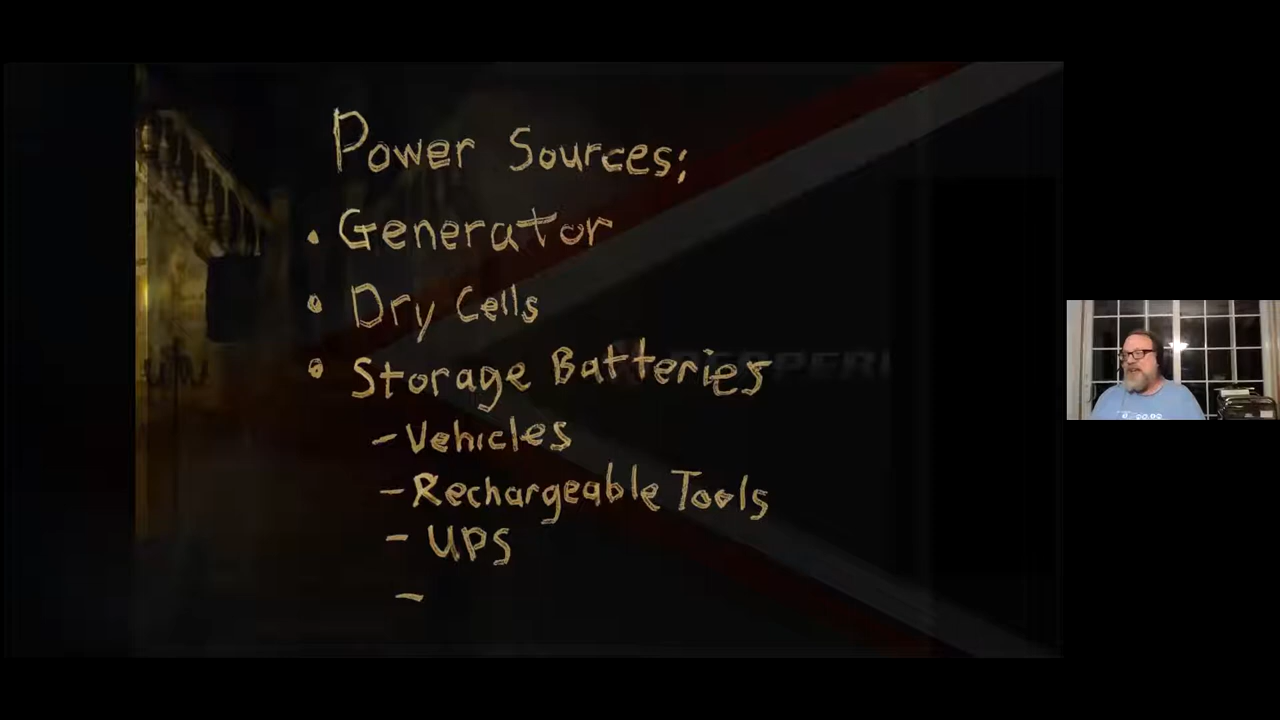 Power Sources:
• Generator
• Dry Cells
• Storage Batteries
- Vehicles
- Rechargeable Tools
- UPS
-